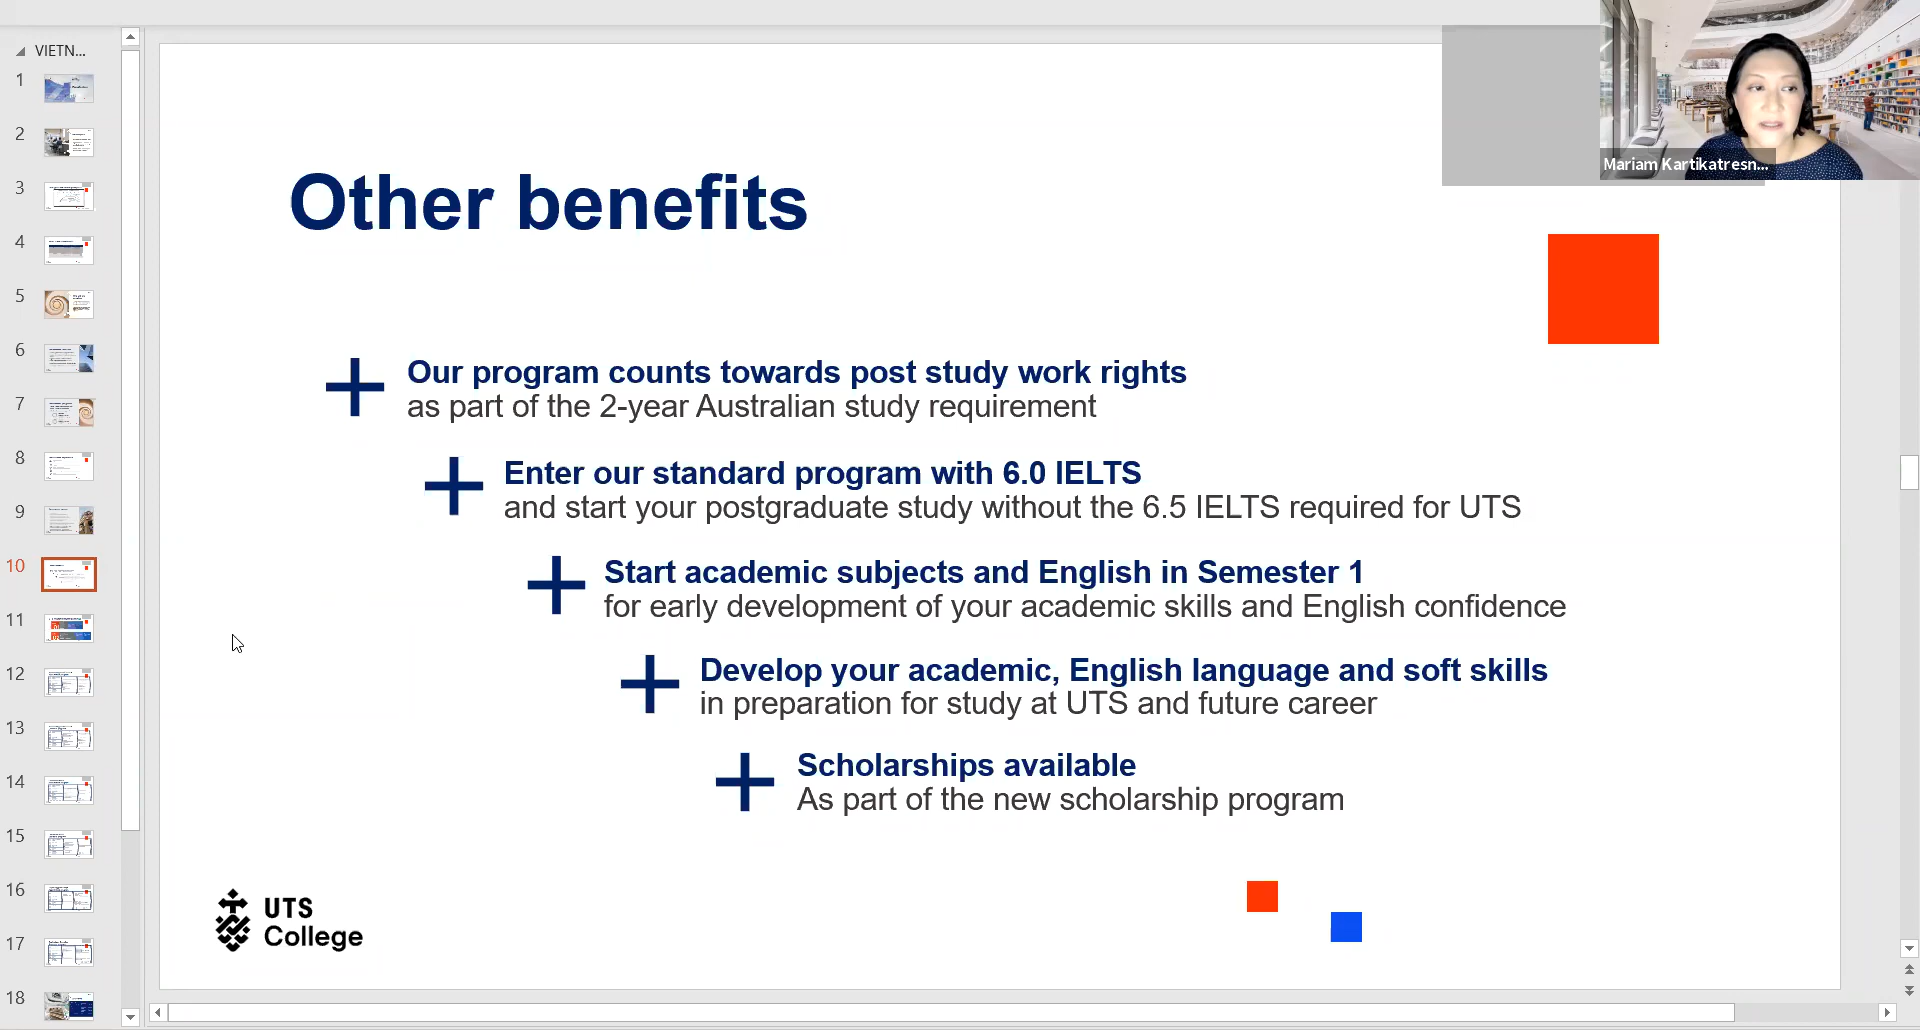 VIETN...
1
2
3
4
5
6
7
8
9
10
11
12
13
14
15
16
17
18
Mariam Kartikatresn...
Other benefits
Our program counts towards post study work rights
as part of the 2-year Australian study requirement
Enter our standard program with 6.0 IELTS
and start your postgraduate study without the 6.5 IELTS required for UTS
Start academic subjects and English in Semester 1
for early development of your academic skills and English confidence
Develop your academic, English language and soft skills
in preparation for study at UTS and future career
Scholarships available
As part of the new scholarship program
UTS
College